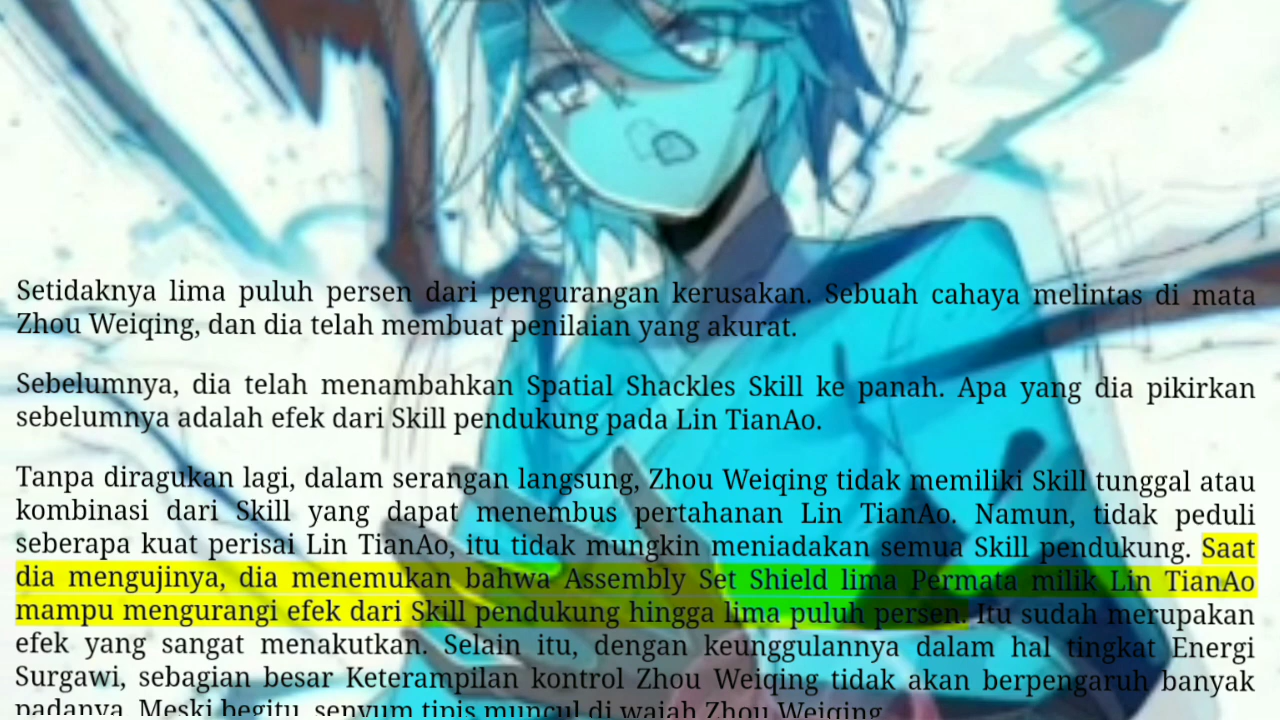 Setidaknya lima puluh persen dari pengurangan kerusakan. Sebuah cahaya melintas di mata
Zhou Weiqing, dan dia telah membuat penilaian yang akurat.
Sebelumnya, dia telah menambahkan Spatial Shackles Skill ke panah. Apa yang dia pikirkan
sebelumnya adalah efek dari Skill pendukung pada Lin TianAo.
Tanpa diragukan lagi, dalam serangan langsung, Zhou Weiqing tidak memiliki Skill tunggal atau
kombinasi dari Skill yang dapat menembus pertahanan Lin TianAo. Namun, tidak peduli
seberapa kuat perisai Lin TianAo, itu tidak mungkin meniadakan semua Skill pendukung. Saat
dia mengujinya, dia menemukan bahwa Assembly Set Shield lima Permata milik Lin TianAo
mampu mengurangi efek dari Skill pendukung hingga lima puluh persen. Itu sudah merupakan
efek yang sangat menakutkan. Selain itu, dengan keunggulannya dalam hal tingkat Energi
Surgawi, sebagian besar Keterampilan kontrol Zhou Weiqing tidak akan berpengaruh banyak
padanya. Meski begitu, senyum tipis muncul di wajah Zhou Weiqing.